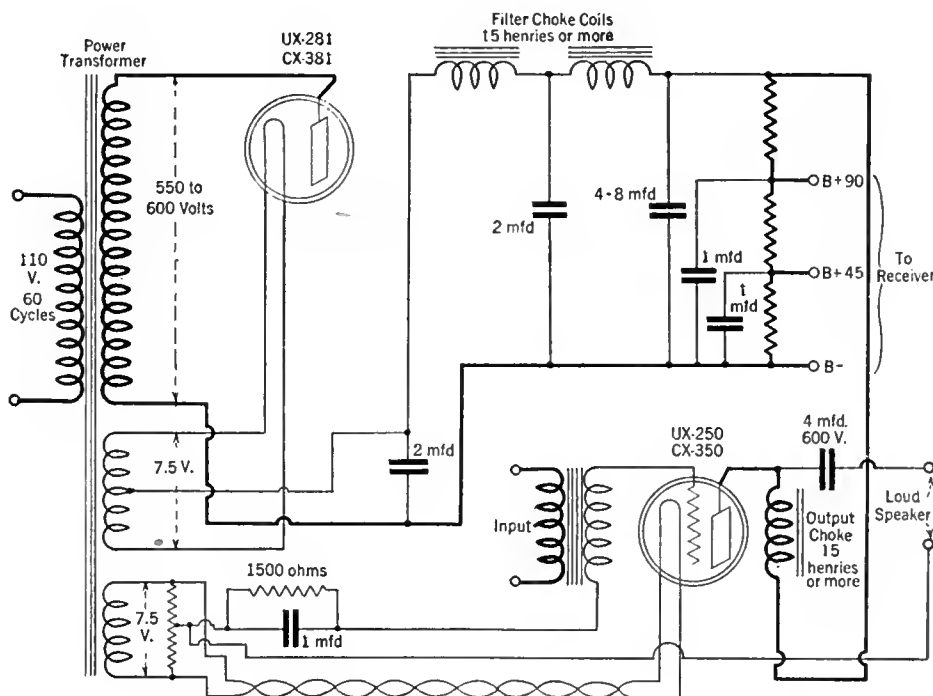 Filter Choke Coils
15 henries or more
Power
Transformer
UX-281
CX-381
550 to
600 Volts
110
V.
60
Cycles
2 mfd
4-8 mfd
1 mfd
1
mfd
B+90
B+45
B-
To
Receiver
7.5 V.
2 mfd
Input
UX-250
CX-350
4 mfd.
600 V.
Loud
Speaker
Output
Choke
15
henries
or more
1500 ohms
7.5
V.
1 mfd